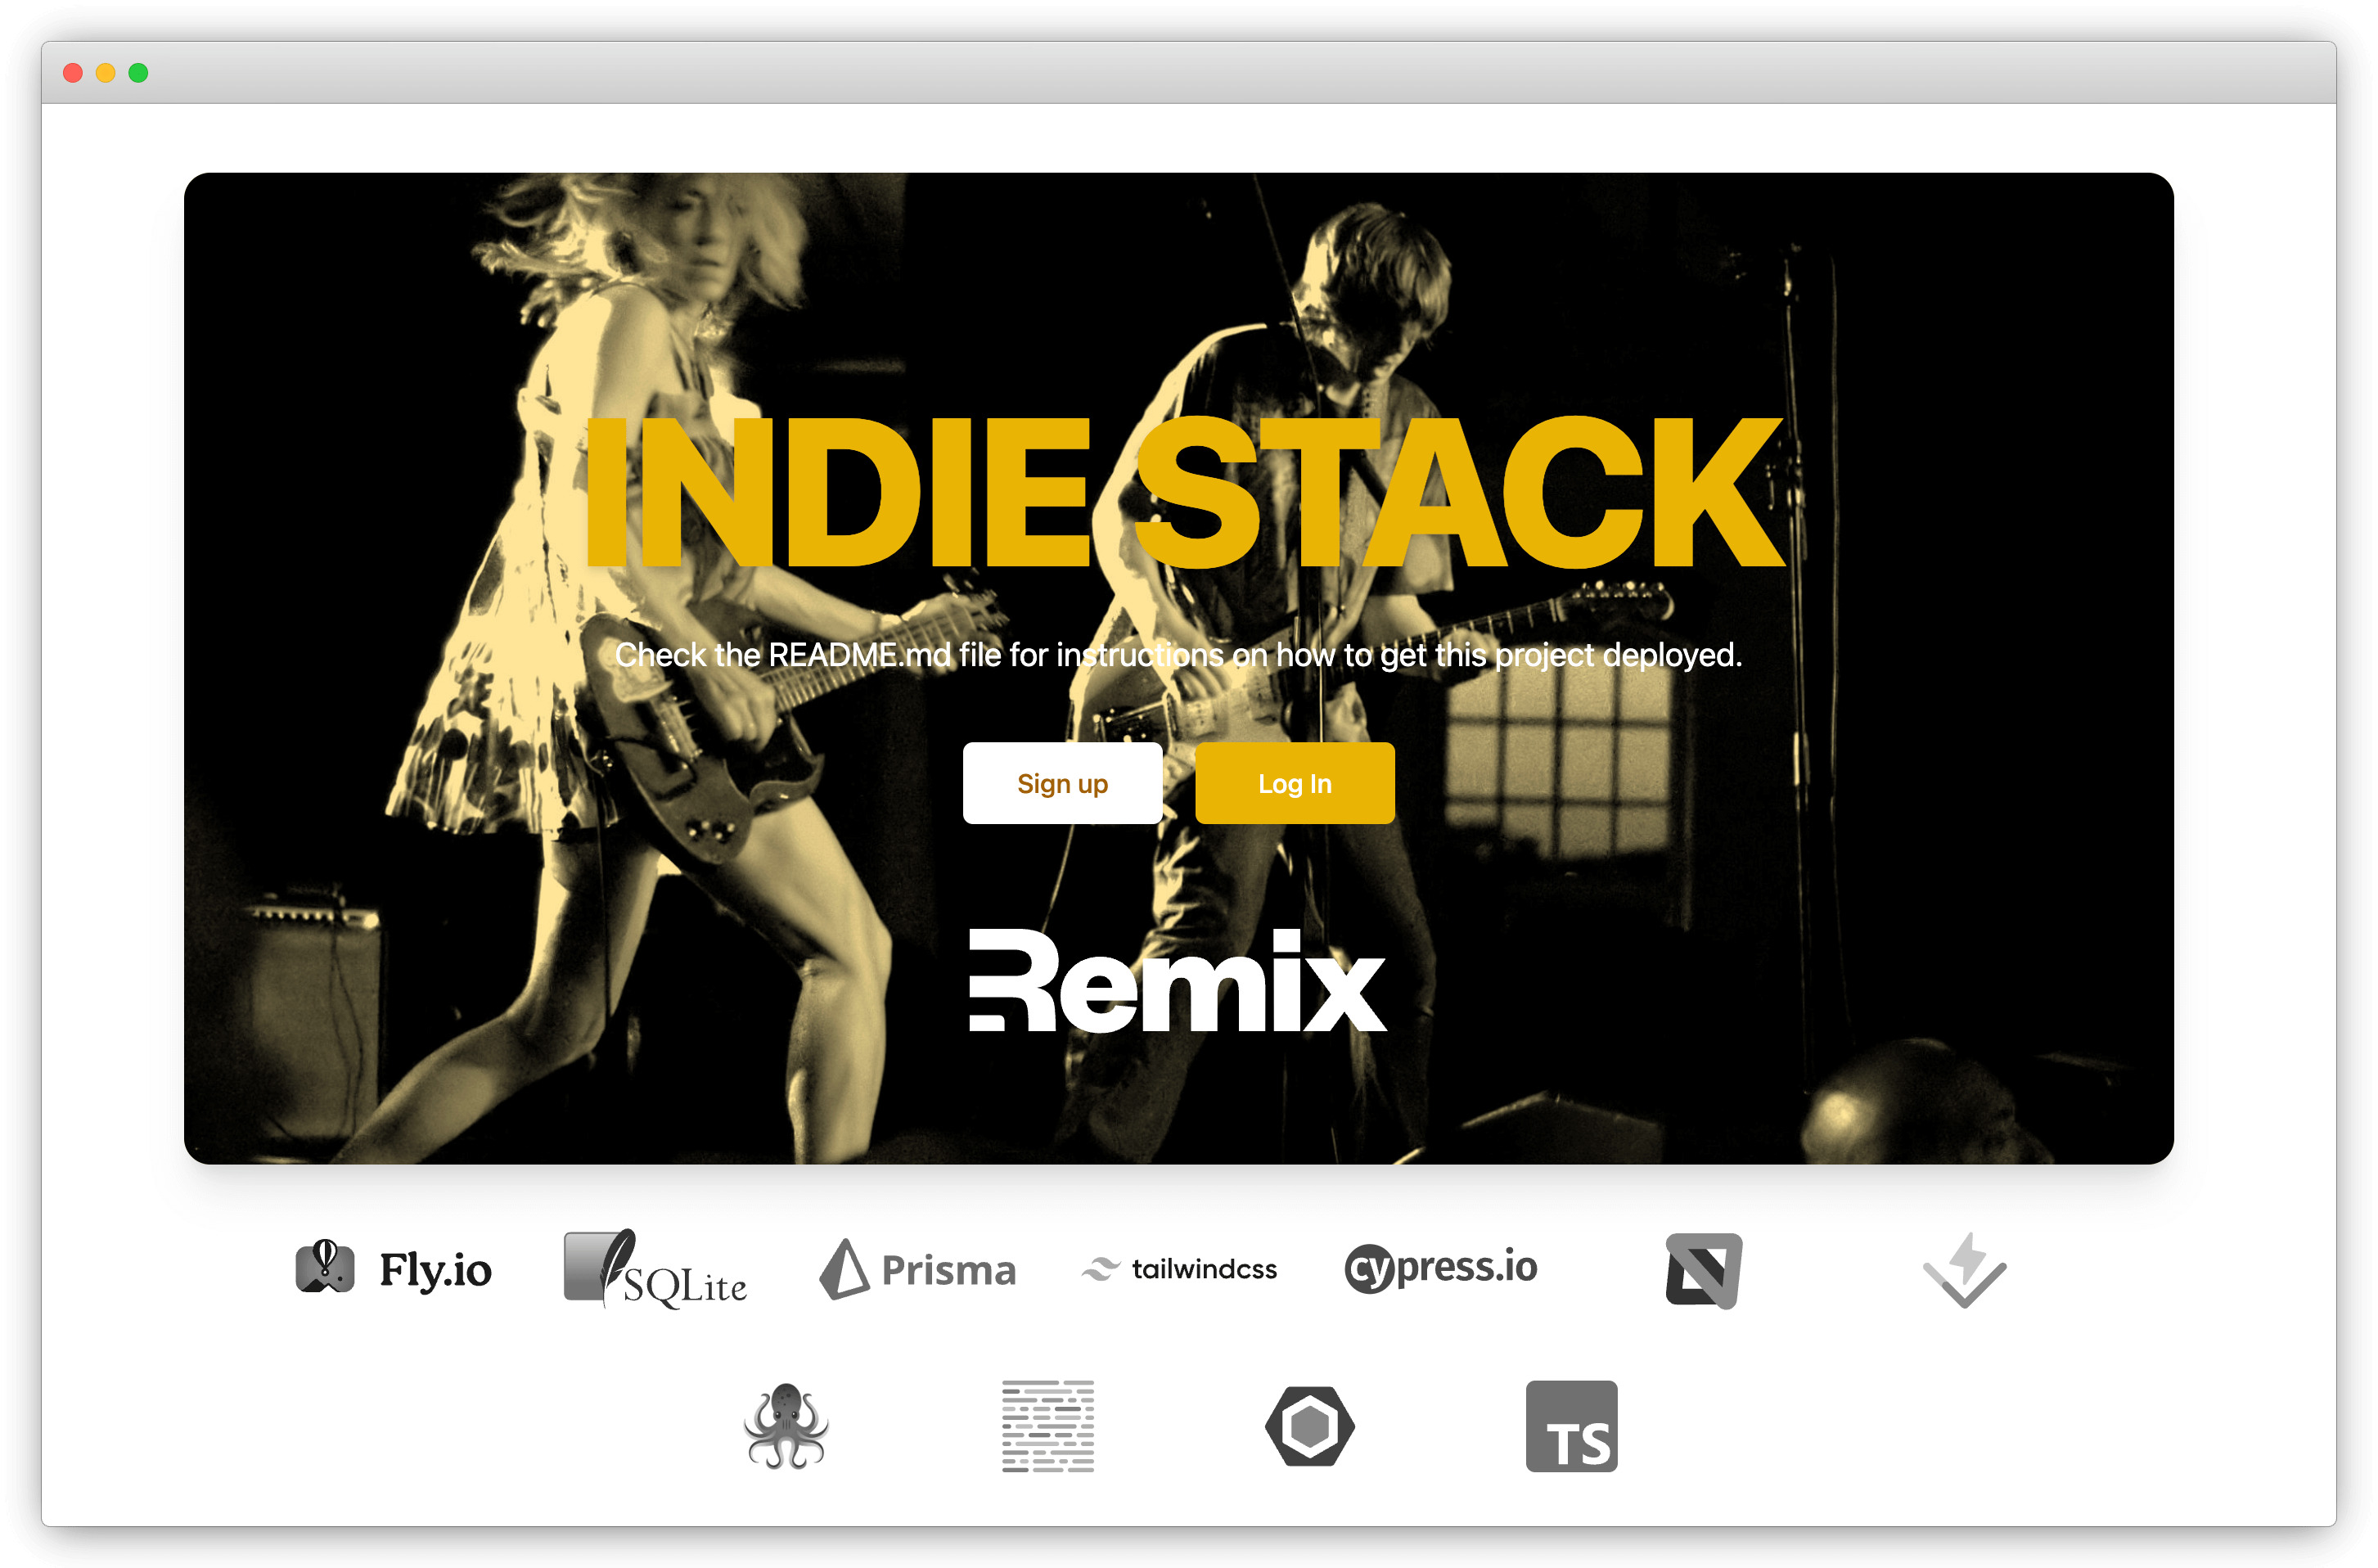 INDIE STACK
Check the README.md file for instructions on how to get this project deployed.
Sign up
Log In
Remix
Fly.io
SQLite
Prisma
tailwindcss
cypress.io
TS